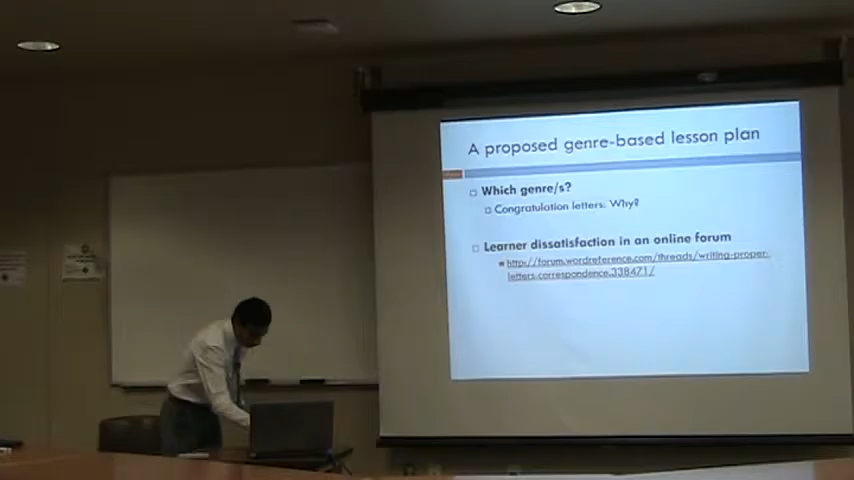 A proposed genre-based lesson plan
Which genre/s?
Congratulation letters: Why?
Learner dissatisfaction in an online forum
http://forum.wordreference.com/threads/writing-proper-
letters-correspondence.338471/